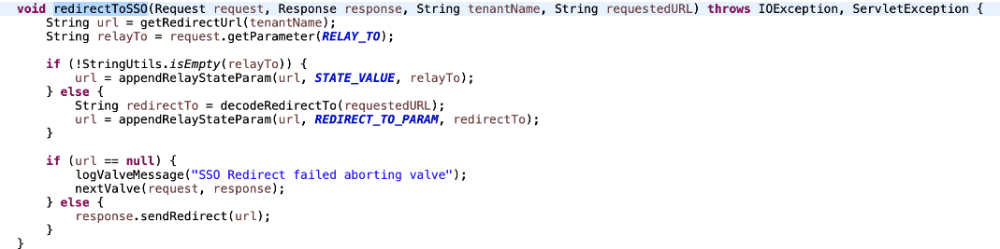 void redirectToSSO(Request request, Response response, String tenantName, String requestedURL) throws IOException, ServletException {
    String url = getRedirectUrl(tenantName);
    String relayTo = request.getParameter(RELAY_TO);

    if (!StringUtils.isEmpty(relayTo)) {
        url = appendRelayStateParam(url, STATE_VALUE, relayTo);
    } else {
        String redirectTo = decodeRedirectTo(requestedURL);
        url = appendRelayStateParam(url, REDIRECT_TO_PARAM, redirectTo);
    }

    if (url == null) {
        logValveMessage("SSO Redirect failed aborting valve");
        nextValve(request, response);
    } else {
        response.sendRedirect(url);
    }
}